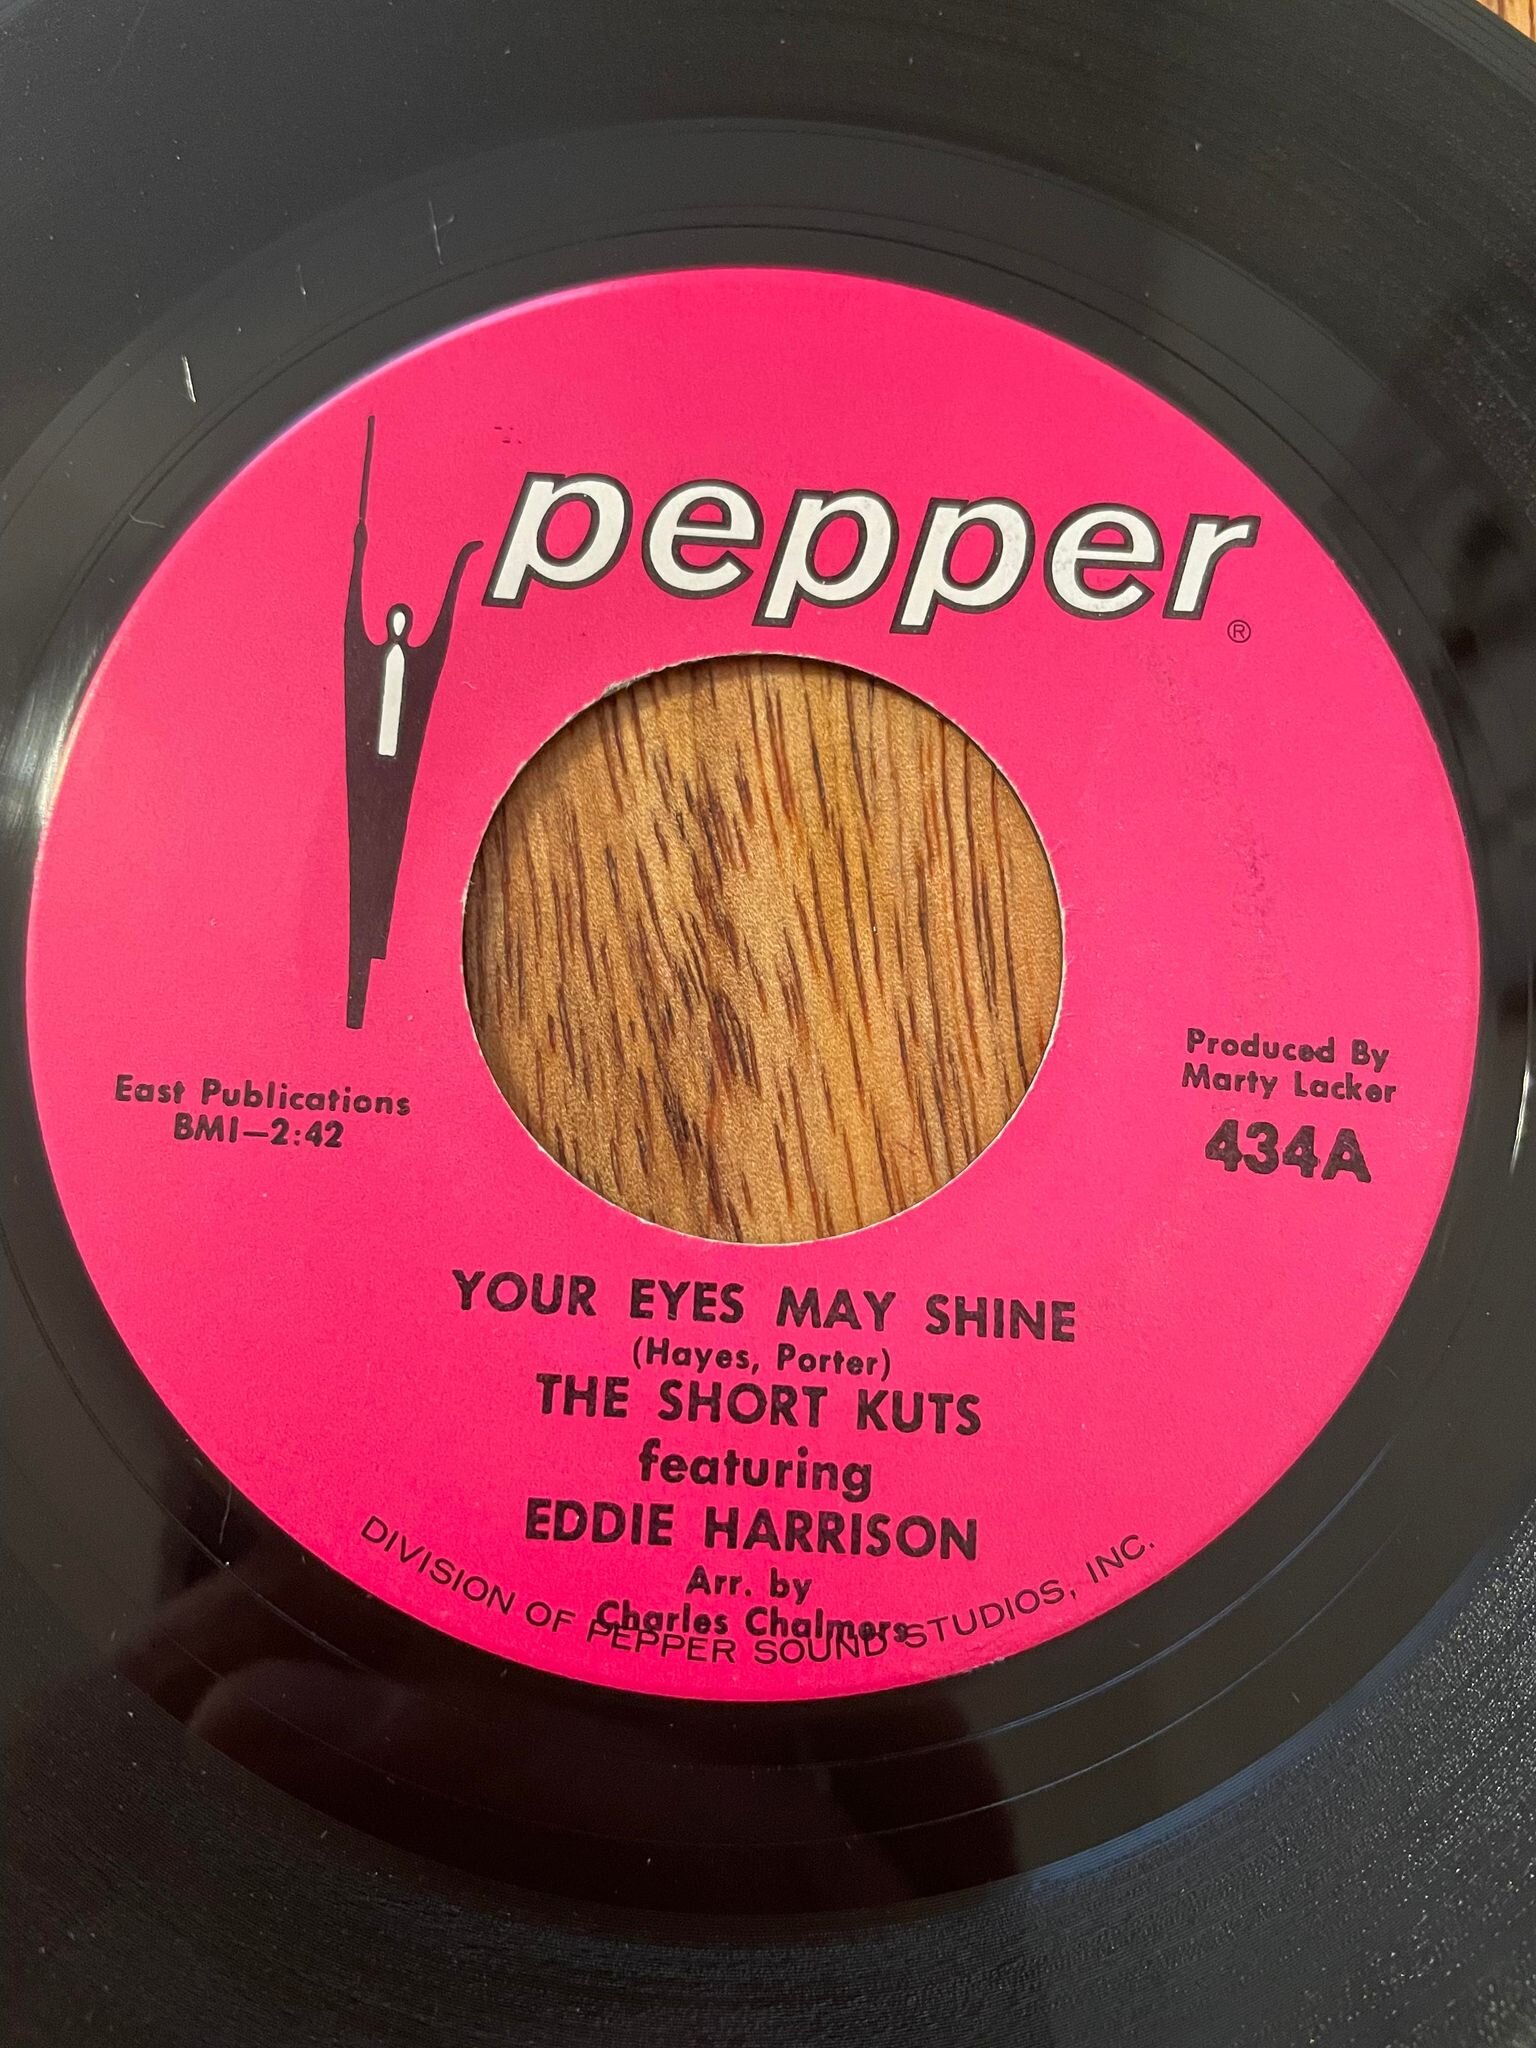 pepper
®
East Publications
BMI-2:42
Produced By
Marty Lacker
434A
YOUR EYES MAY SHINE
(Hayes, Porter)
THE SHORT KUTS
featuring
EDDIE HARRISON
Arr. by
Charles Chalmers
DIVISION OF PEPPER SOUND STUDIOS, INC.